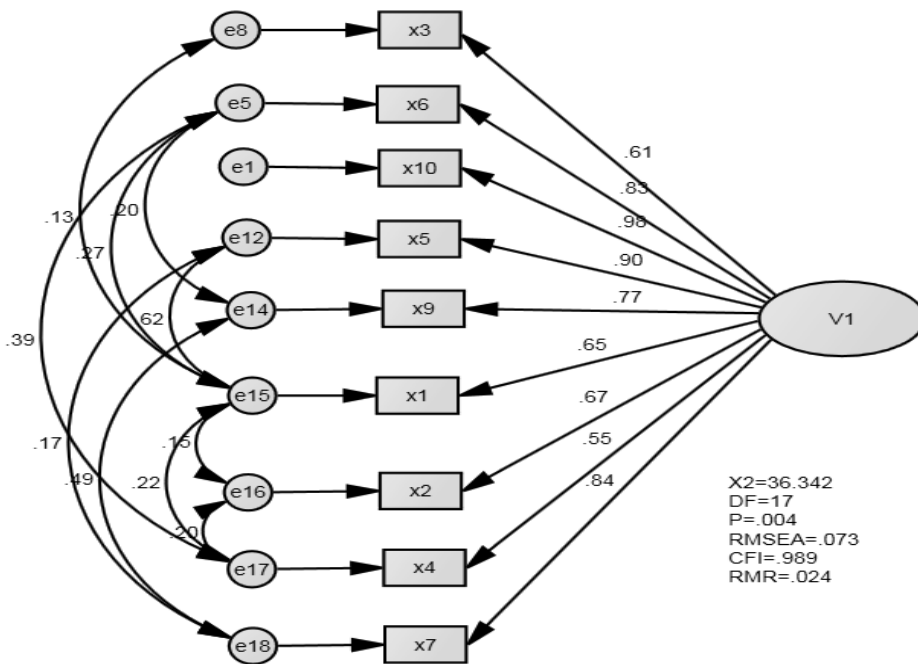 e8 x3
e5 x6
.61
e1 x10
.83
.13 .20 .98
e12 x5
.27 .90
e14 x9 .77 V1
.62
.39 .65
e15 x1
.67
.17 .15 .55
.49 .22 e16 x2 .84
X2=36.342
DF=17
.20 P=.004
e17 x4 RMSEA=.073
CFI=.989
RMR=.024
e18 x7